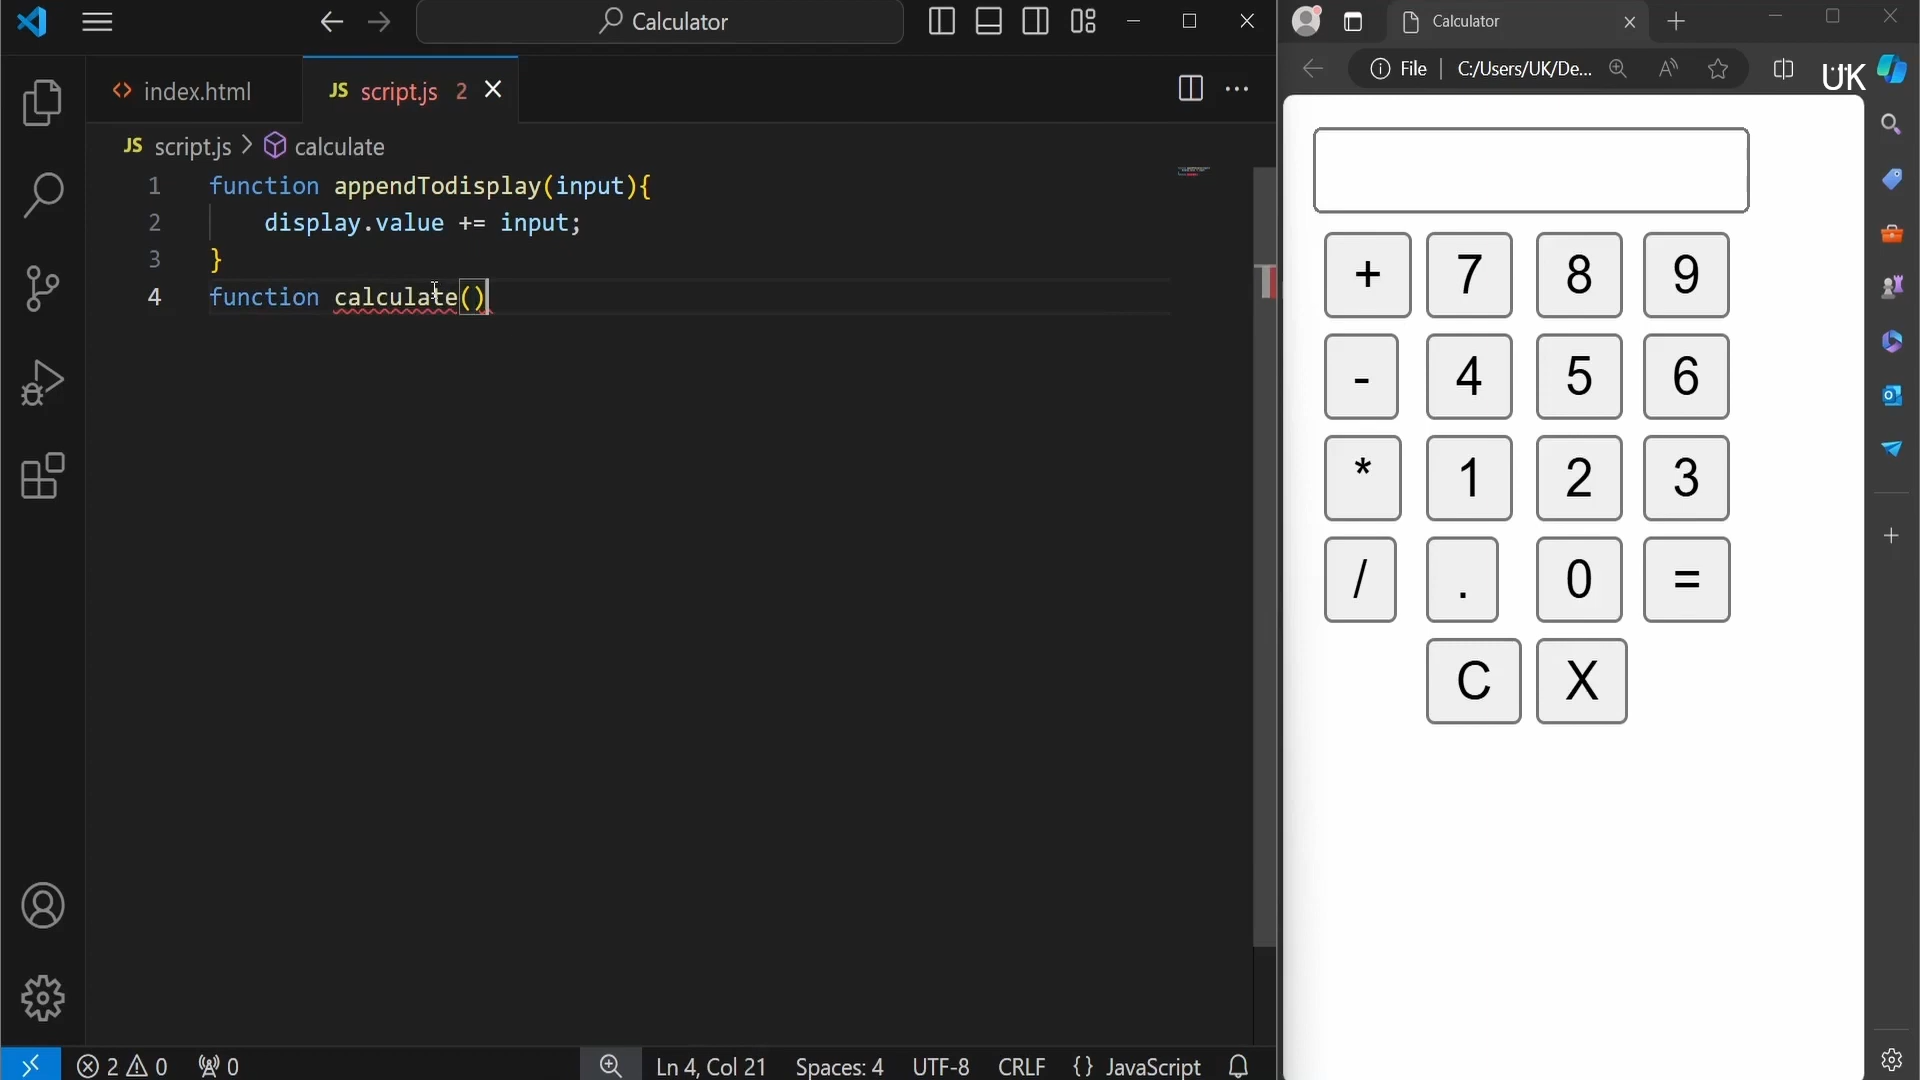 Calculator
index.html
JS script.js 2
JS script.js > calculate
1 function appendTodisplay(input){
2     display.value += input;
3 }
4 function calculate()
2 0 0
Ln 4, Col 21 Spaces: 4 UTF-8 CRLF {} JavaScript
Calculator
File C:/Users/UK/De...
UK
+ 7 8 9
- 4 5 6
* 1 2 3
/ . 0 =
C X